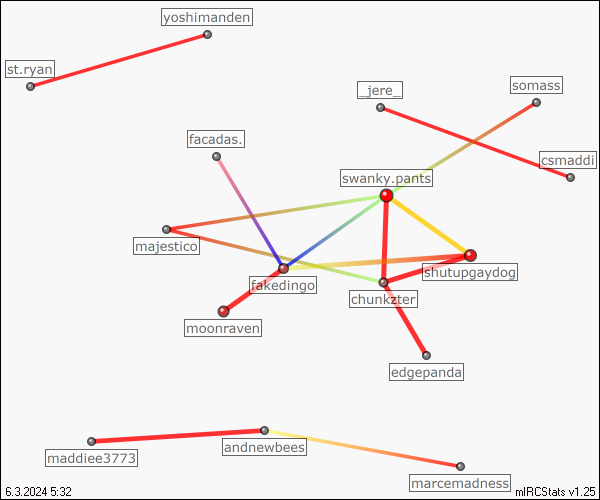 yoshimanden
st.ryan
_jere_
somass
facadas.
csmaddi
swanky.pants
majestico
shutupgaydog
fakedingo
chunkzter
moonraven
edgepanda
andnewbees
maddiee3773
marcemadness
6.3.2024 5:32
mIRCStats v1.25